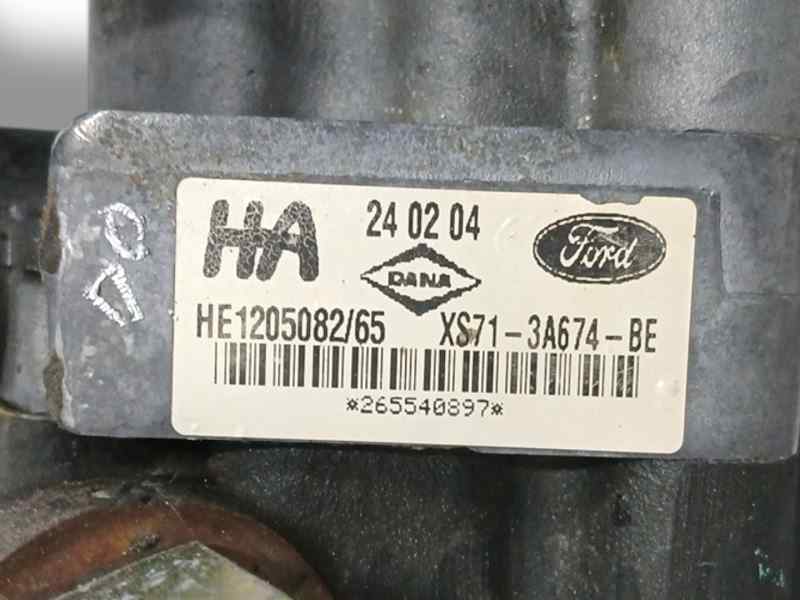 HA
24 02 04
Ford
DANA
HE1205082/65
XS71-3A674-BE
*265540897*